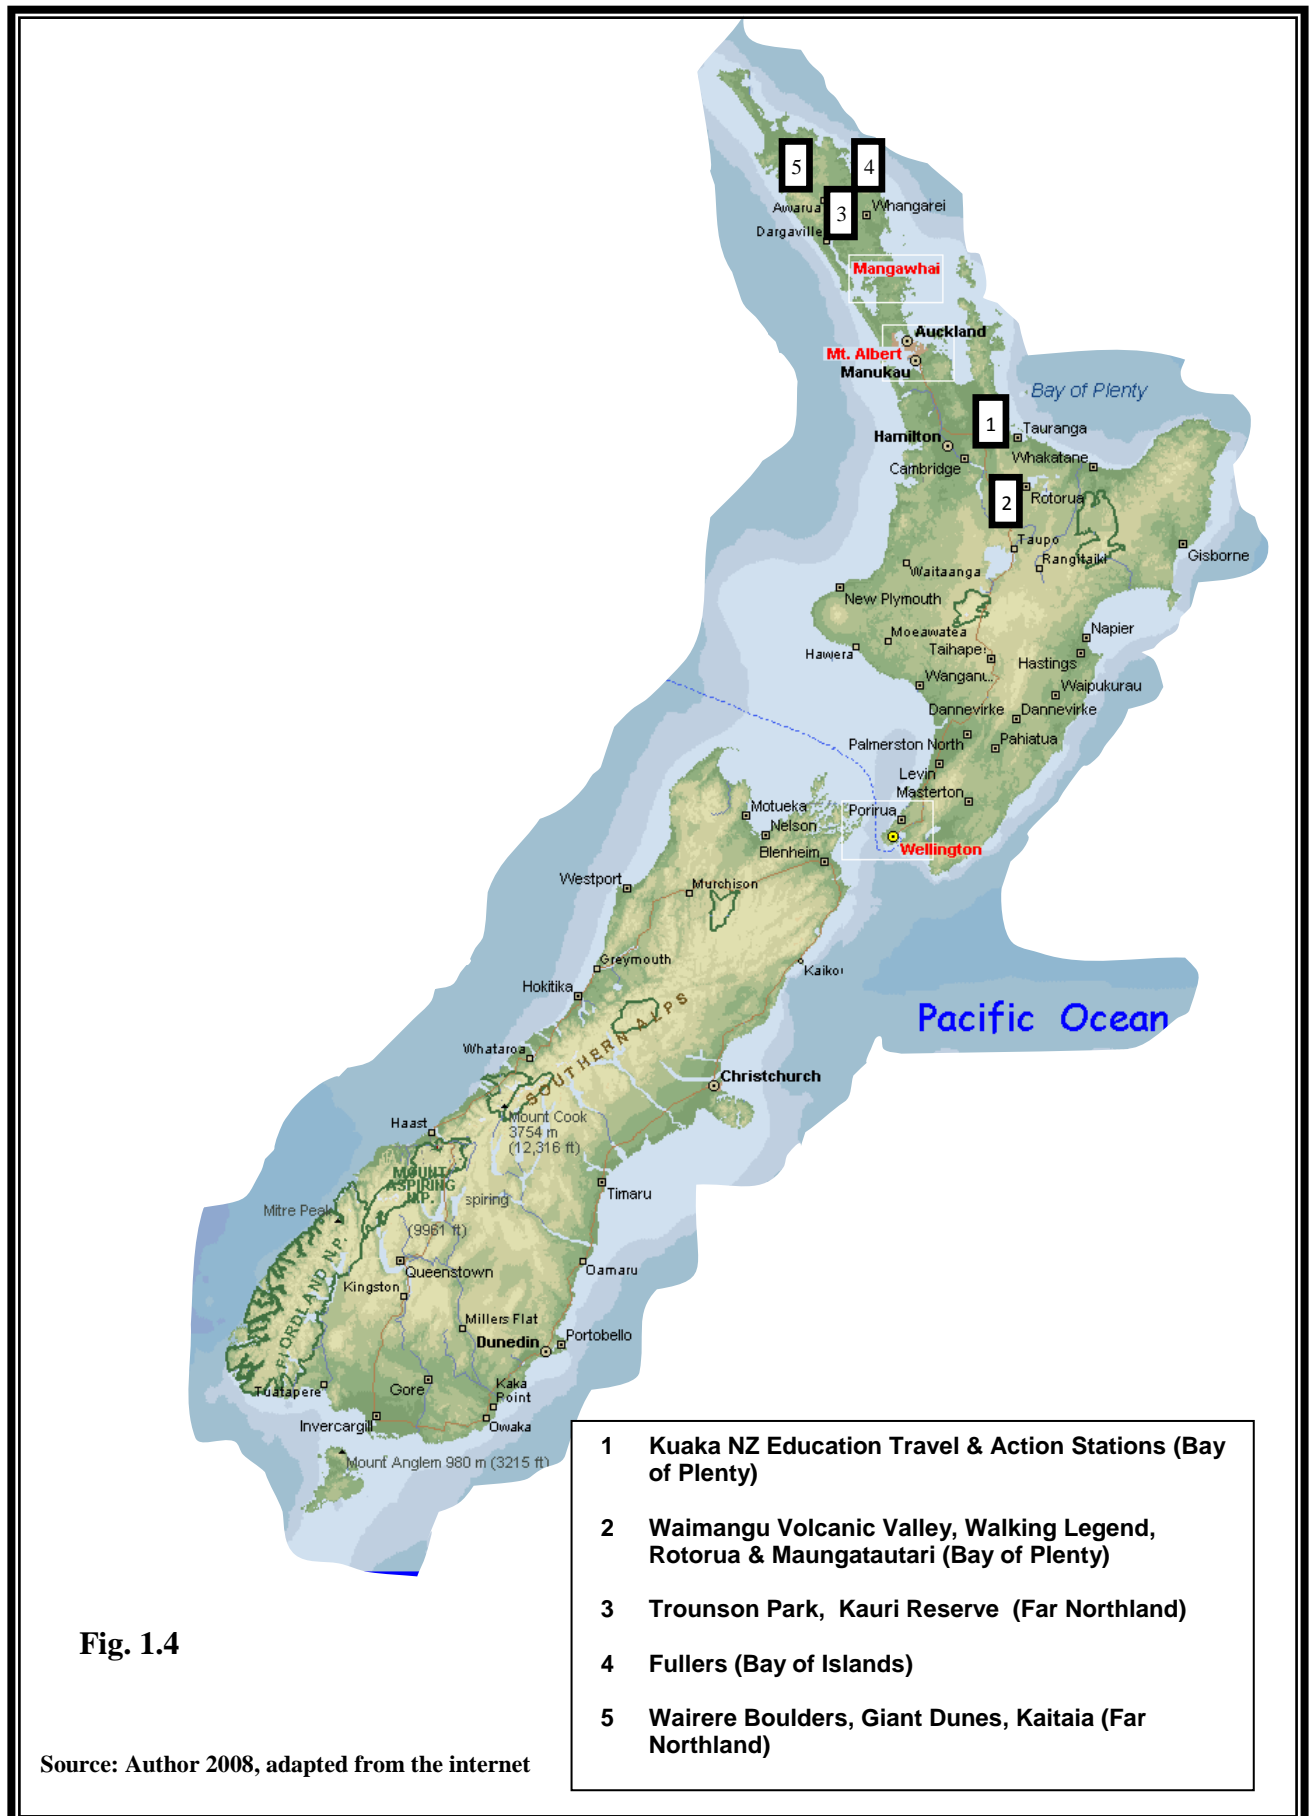 5
4
Awarua
3
Whangarei
Dargaville
Mangawhai
Auckland
Mt. Albert
Manukau
Bay of Plenty
1
Tauranga
Hamilton
Whakatane
Cambridge
2
Rotorua
Taupo
Rangitaiki
Gisborne
Waitaanga
New Plymouth
Moeawatea
Napier
Hawera
Taihape
Hastings
Wanganu...
Waipukurau
Dannevirke
Dannevirke
Palmerston North
Pahiatua
Levin
Masterton
Motueka
Porirua
Nelson
Wellington
Blenheim
Westport
Murchison
Greymouth
Kaiko
Hokitika
Pacific Ocean
SOUTHERN ALPS
Whataroa
Christchurch
Mount Cook
3754 m
(12,316 ft)
Haast
MOUNT
ASPIRING
N.P.
spiring
Timaru
Mitre Peak
(9961 ft)
FIORDLAND N.P.
Queenstown
Oamaru
Kingston
Millers Flat
Dunedin
Portobello
Tuatapere
Gore
Kaka
Point
Invercargill
Owaka
Mount Anglem 980 m (3215 ft)
1 Kuaka NZ Education Travel & Action Stations (Bay
of Plenty)
2 Waimangu Volcanic Valley, Walking Legend,
Rotorua & Maungatautari (Bay of Plenty)
3 Trounson Park, Kauri Reserve (Far Northland)
4 Fullers (Bay of Islands)
5 Wairere Boulders, Giant Dunes, Kaitaia (Far
Northland)
Fig. 1.4
Source: Author 2008, adapted from the internet